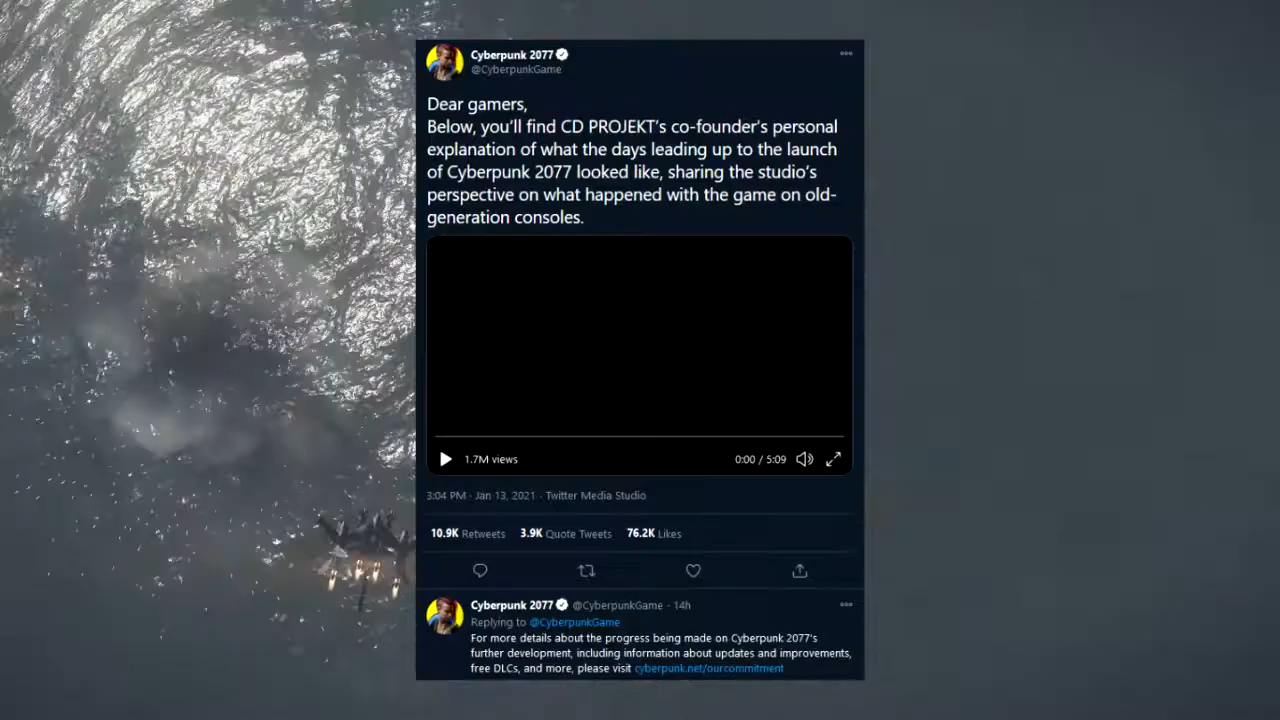 Cyberpunk 2077
@CyberpunkGame
Dear gamers,
Below, you'll find CD PROJEKT's co-founder's personal
explanation of what the days leading up to the launch
of Cyberpunk 2077 looked like, sharing the studio's
perspective on what happened with the game on old-
generation consoles.
1.7M views 0:00 / 5:09
3:04 PM · Jan 13, 2021 · Twitter Media Studio
10.9K Retweets 3.9K Quote Tweets 76.2K Likes
Cyberpunk 2077 @CyberpunkGame · 14h
Replying to @CyberpunkGame
For more details about the progress being made on Cyberpunk 2077's
further development, including information about updates and improvements,
free DLCs, and more, please visit cyberpunk.net/ourcommitment